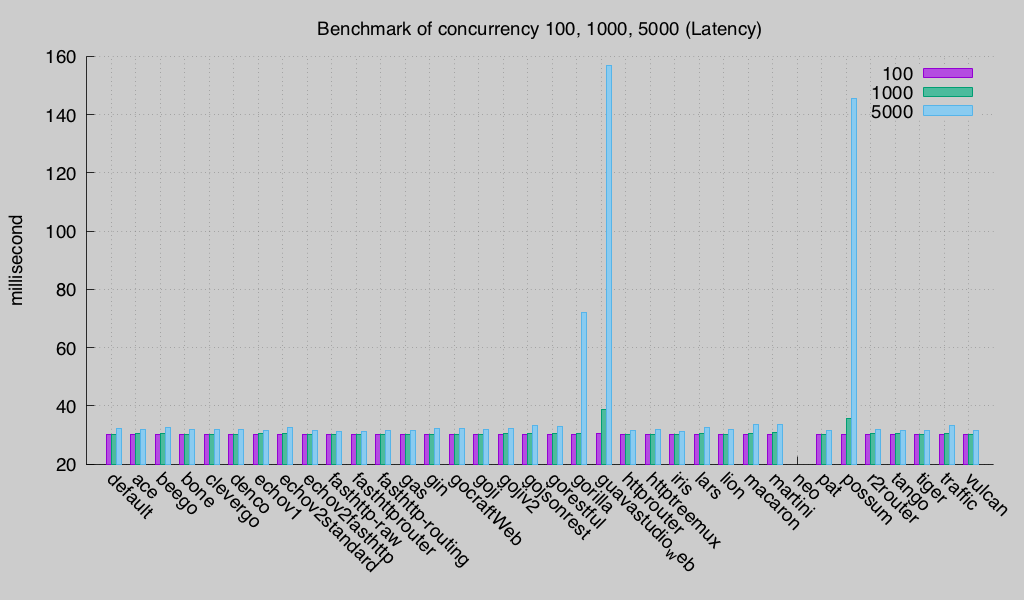 Benchmark of concurrency 100, 1000, 5000 (Latency)
160
140
120
100
80
60
40
20
millisecond
100
1000
5000
default
ace
beego
bone
clevergo
denco
echov1
echov2standard
echov2fasthttp
fasthttp-raw
fasthttprouter
fasthttp-routing
gas
gin
gocraftWeb
goji
gojiv2
gojsonrest
gorestful
gorilla
guavastudioweb
httprouter
httptreemux
iris
lars
lion
macaron
martini
neo
pat
possum
r2router
tango
tiger
traffic
vulcan